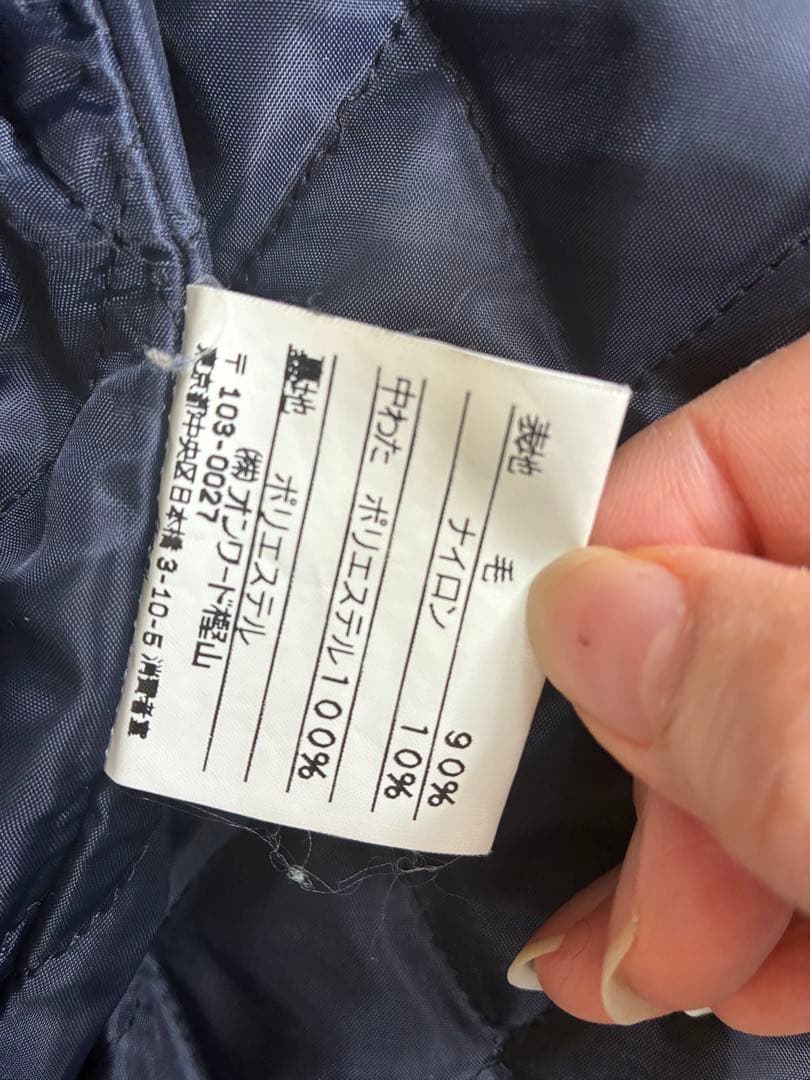 表地 毛 90%
ナイロン 10%
中わた ポリエステル100%
裏地 ポリエステル
㈱オンワード樫山
〒103-0027
東京都中央区日本橋3-10-5 消費者室